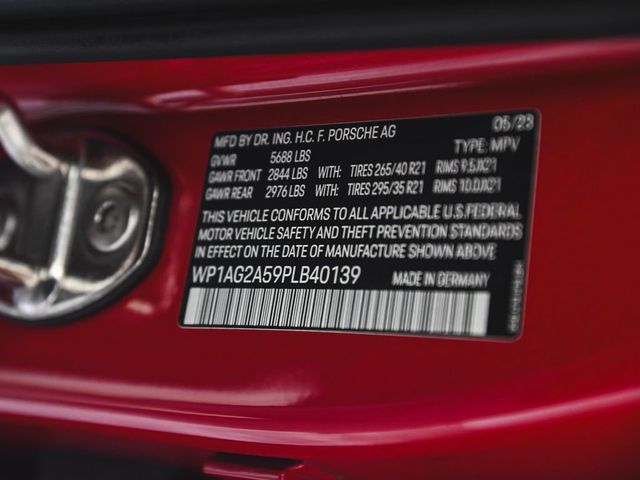 MFD BY DR. ING. H.C. F. PORSCHE AG 05/23
GVWR 5688 LBS TYPE: MPV
GAWR FRONT 2844 LBS WITH: TIRES 265/40 R21 RIMS 9.5JX21
GAWR REAR 2976 LBS WITH: TIRES 295/35 R21 RIMS 10.0JX21
THIS VEHICLE CONFORMS TO ALL APPLICABLE U.S.FEDERAL
MOTOR VEHICLE SAFETY AND THEFT PREVENTION STANDARDS
IN EFFECT ON THE DATE OF MANUFACTURE SHOWN ABOVE
WP1AG2A59PLB40139 MADE IN GERMANY